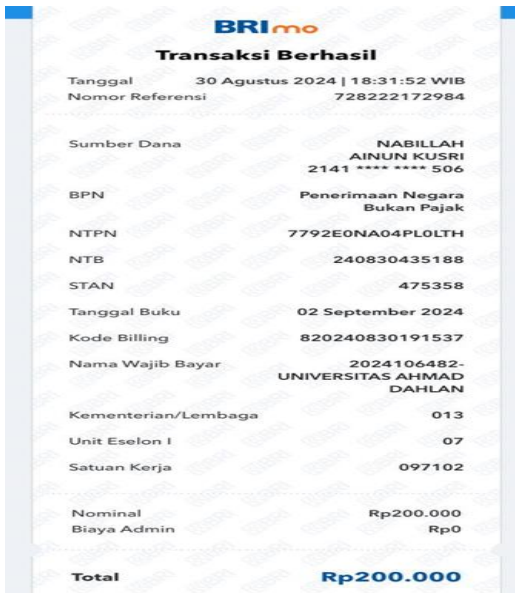 BRImo
Transaksi Berhasil
Tanggal 30 Agustus 2024 | 18:31:52 WIB
Nomor Referensi 728222172984
Sumber Dana NABILLAH
AINUN KUSRI
2141 **** **** 506
BPN Penerimaan Negara
Bukan Pajak
NTPN 7792E0NA04PL0LTH
NTB 240830435188
STAN 475358
Tanggal Buku 02 September 2024
Kode Billing 820240830191537
Nama Wajib Bayar 2024106482-
UNIVERSITAS AHMAD
DAHLAN
Kementerian/Lembaga 013
Unit Eselon I 07
Satuan Kerja 097102
Nominal Rp200.000
Biaya Admin Rp0
Total Rp200.000